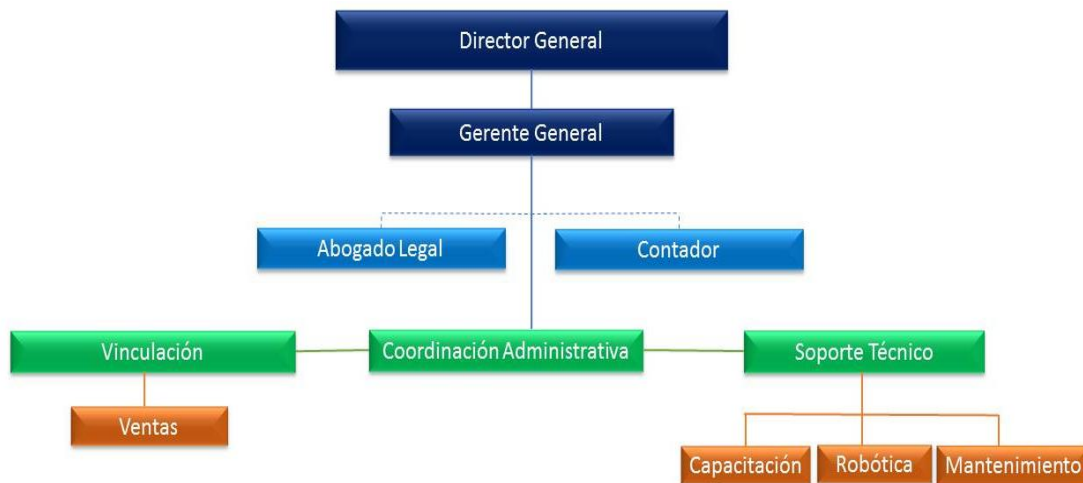 Director General
Gerente General
Abogado Legal
Contador
Vinculación
Coordinación Administrativa
Soporte Técnico
Ventas
Capacitación
Robótica
Mantenimiento